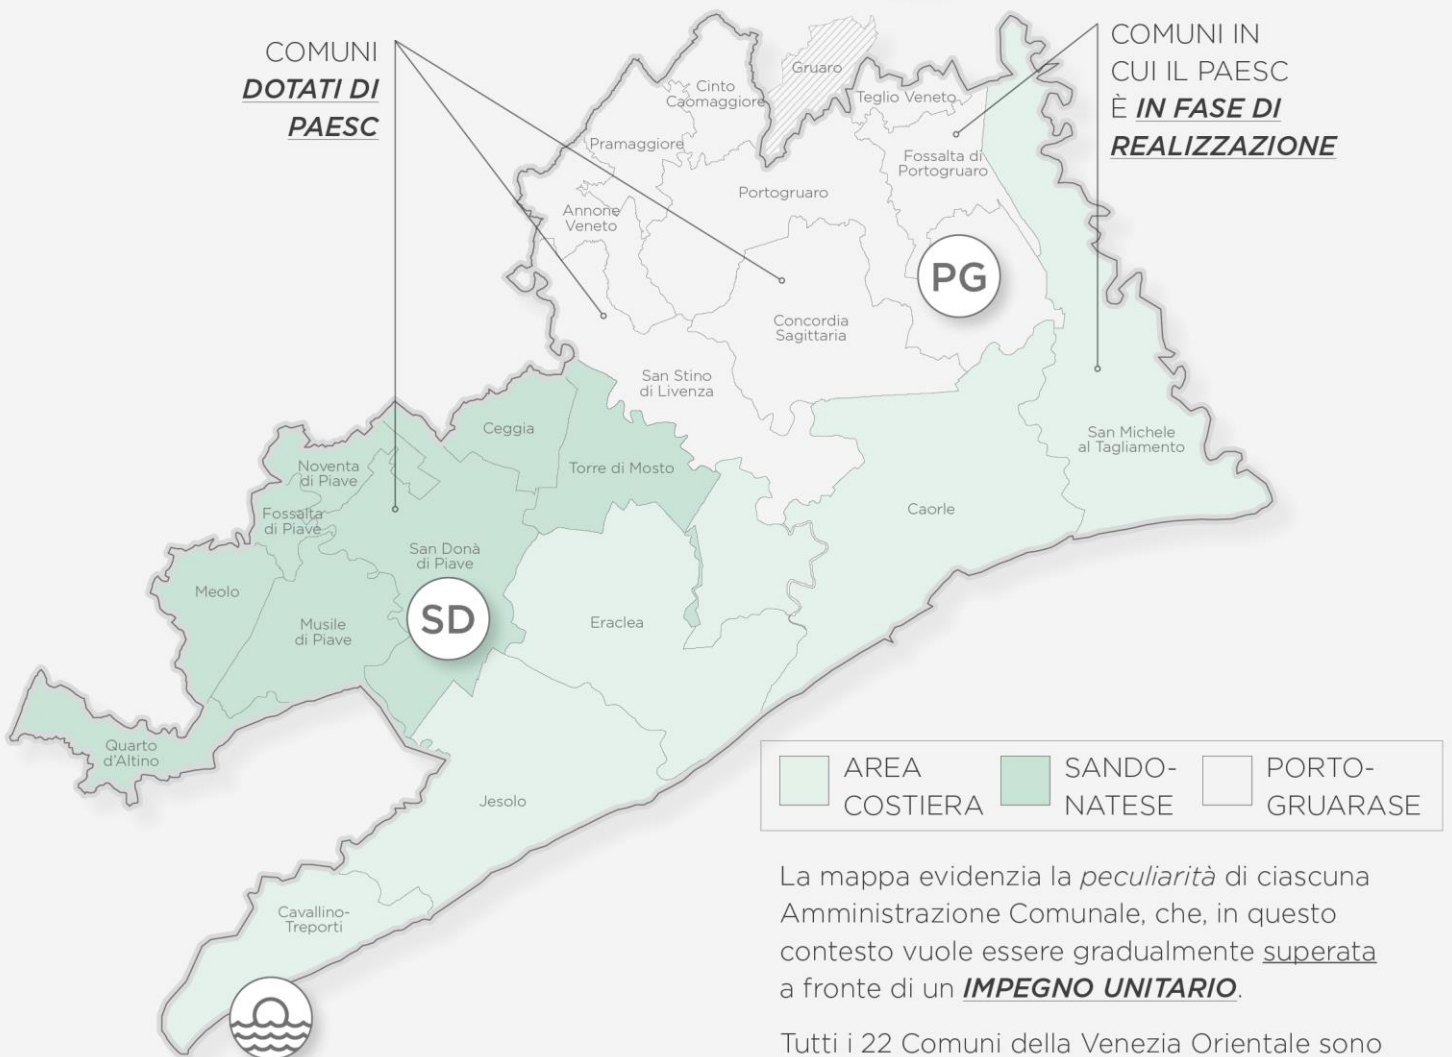 COMUNI
DOTATI DI
PAESC
COMUNI IN
CUI IL PAESC
È IN FASE DI
REALIZZAZIONE
Gruaro
Cinto
Caomaggiore
Teglio Veneto
Pramaggiore
Fossalta di
Portogruaro
Portogruaro
Annone
Veneto
PG
Concordia
Sagittaria
San Stino
di Livenza
Ceggia
San Michele
al Tagliamento
Noventa
di Piave
Torre di Mosto
Caorle
Fossalta
di Piave
San Donà
di Piave
Meolo
SD
Musile
di Piave
Eraclea
Quarto
d'Altino
Jesolo
Cavallino-
Treporti
AREA
COSTIERA
SANDO-
NATESE
PORTO-
GRUARASE
La mappa evidenzia la peculiarità di ciascuna
Amministrazione Comunale, che, in questo
contesto vuole essere gradualmente superata
a fronte di un IMPEGNO UNITARIO.
Tutti i 22 Comuni della Venezia Orientale sono